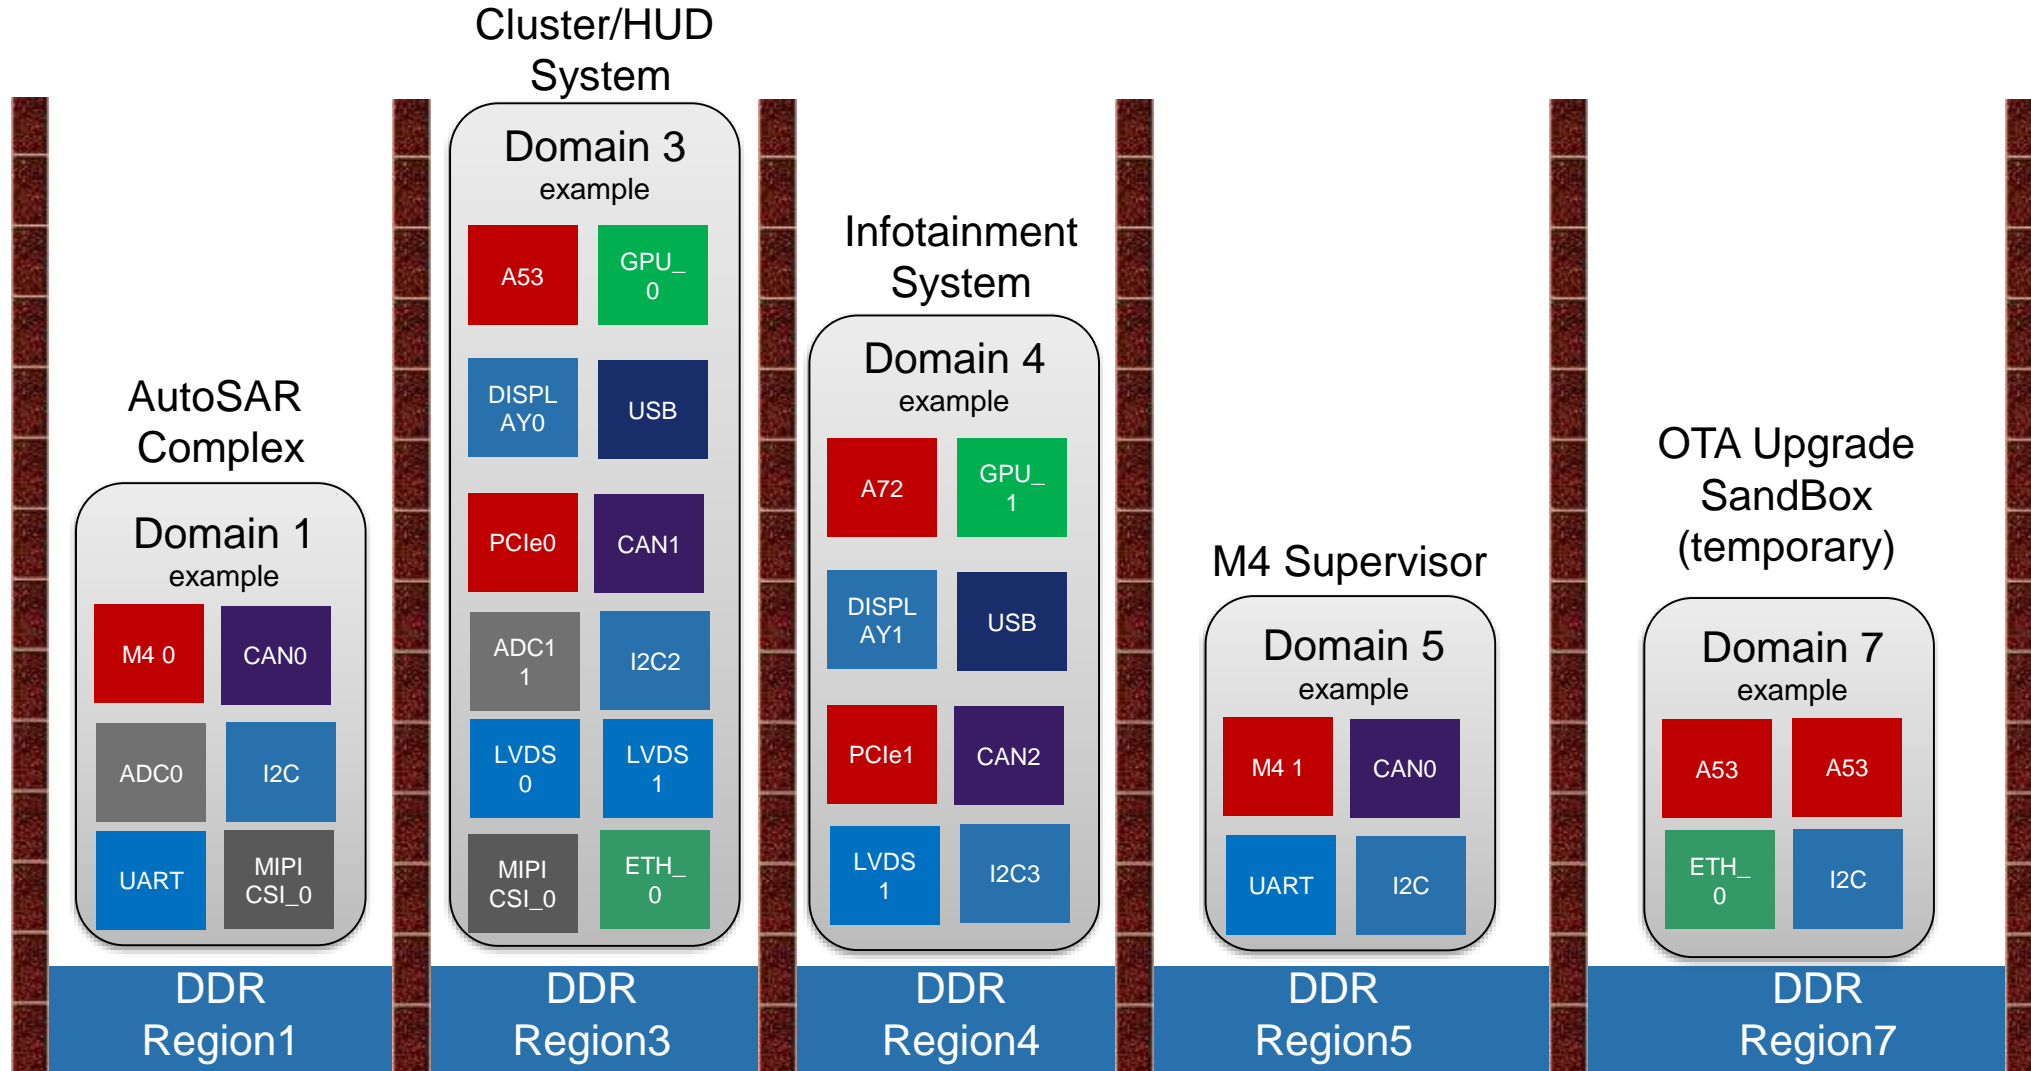 AutoSAR
Complex
Domain 1
example
M4 0
CAN0
ADC0
I2C
UART
MIPI
CSI_0
DDR
Region1
Cluster/HUD
System
Domain 3
example
A53
GPU_
0
DISPL
AY0
USB
PCIe0
CAN1
ADC1
1
I2C2
LVDS
0
LVDS
1
MIPI
CSI_0
ETH_
0
DDR
Region3
Infotainment
System
Domain 4
example
A72
GPU_
1
DISPL
AY1
USB
PCIe1
CAN2
LVDS
1
I2C3
DDR
Region4
M4 Supervisor
Domain 5
example
M4 1
CAN0
UART
I2C
DDR
Region5
OTA Upgrade
SandBox
(temporary)
Domain 7
example
A53
A53
ETH_
0
I2C
DDR
Region7